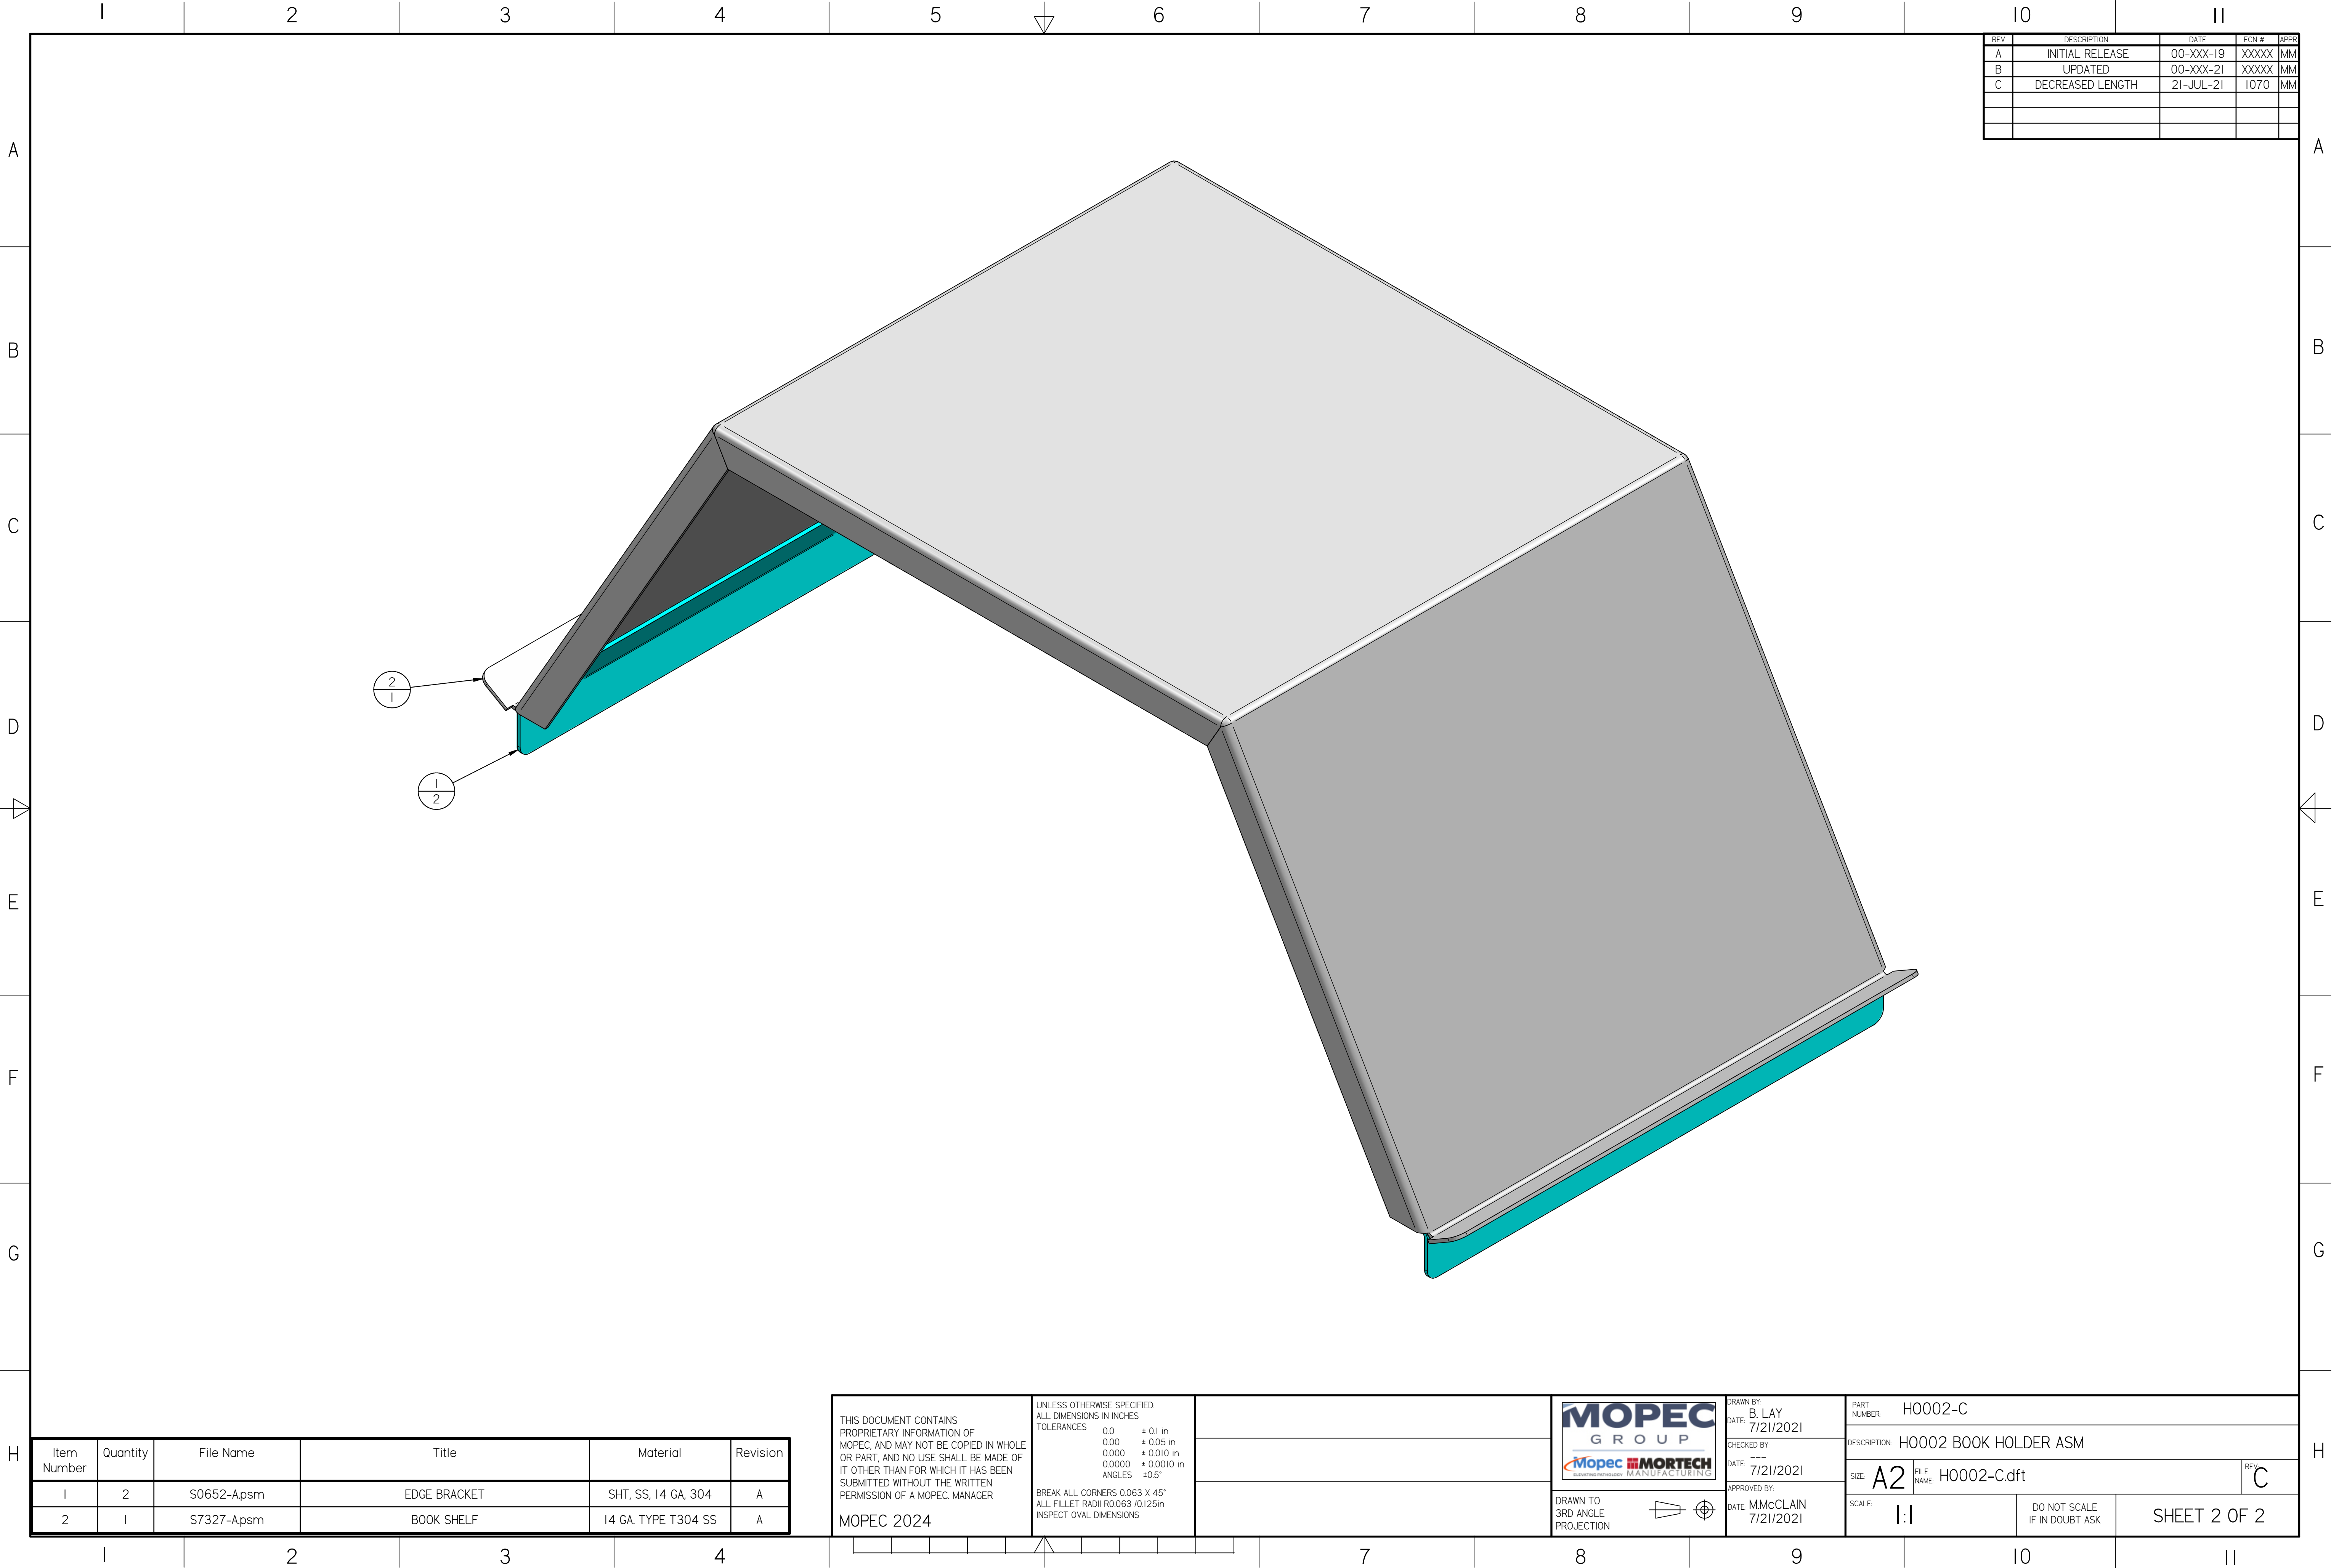 1 2 3 4 5 6 7 8 9 10 11
REV DESCRIPTION DATE ECN # APPR
A INITIAL RELEASE 00-XXX-19 XXXXX MM
B UPDATED 00-XXX-21 XXXXX MM
C DECREASED LENGTH 21-JUL-21 1070 MM
A A
B B
C C
2
1
D D
1
2
E E
F F
G G
H H
Item Number Quantity File Name Title Material Revision
1 2 S0652-A.psm EDGE BRACKET SHT, SS, 14 GA, 304 A
2 1 S7327-A.psm BOOK SHELF 14 GA. TYPE T304 SS A
THIS DOCUMENT CONTAINS
PROPRIETARY INFORMATION OF
MOPEC, AND MAY NOT BE COPIED IN WHOLE
OR PART, AND NO USE SHALL BE MADE OF
IT OTHER THAN FOR WHICH IT HAS BEEN
SUBMITTED WITHOUT THE WRITTEN
PERMISSION OF A MOPEC. MANAGER
MOPEC 2024
UNLESS OTHERWISE SPECIFIED:
ALL DIMENSIONS IN INCHES
TOLERANCES
0.0 ± 0.1 in
0.00 ± 0.05 in
0.000 ± 0.010 in
0.0000 ± 0.0010 in
ANGLES ±0.5°
BREAK ALL CORNERS 0.063 X 45°
ALL FILLET RADII R0.063 /0.125in
INSPECT OVAL DIMENSIONS
MOPEC
GROUP
Mopec MORTECH
ELEVATING PATHOLOGY MANUFACTURING
DRAWN TO
3RD ANGLE
PROJECTION
DRAWN BY:
B. LAY
DATE: 7/21/2021
CHECKED BY:
---
DATE: 7/21/2021
APPROVED BY:
M.McCLAIN
DATE: 7/21/2021
PART NUMBER: H0002-C
DESCRIPTION: H0002 BOOK HOLDER ASM
SIZE: A2 FILE NAME: H0002-C.dft REV: C
SCALE: 1:1
DO NOT SCALE
IF IN DOUBT ASK
SHEET 2 OF 2
1 2 3 4 7 8 9 10 11